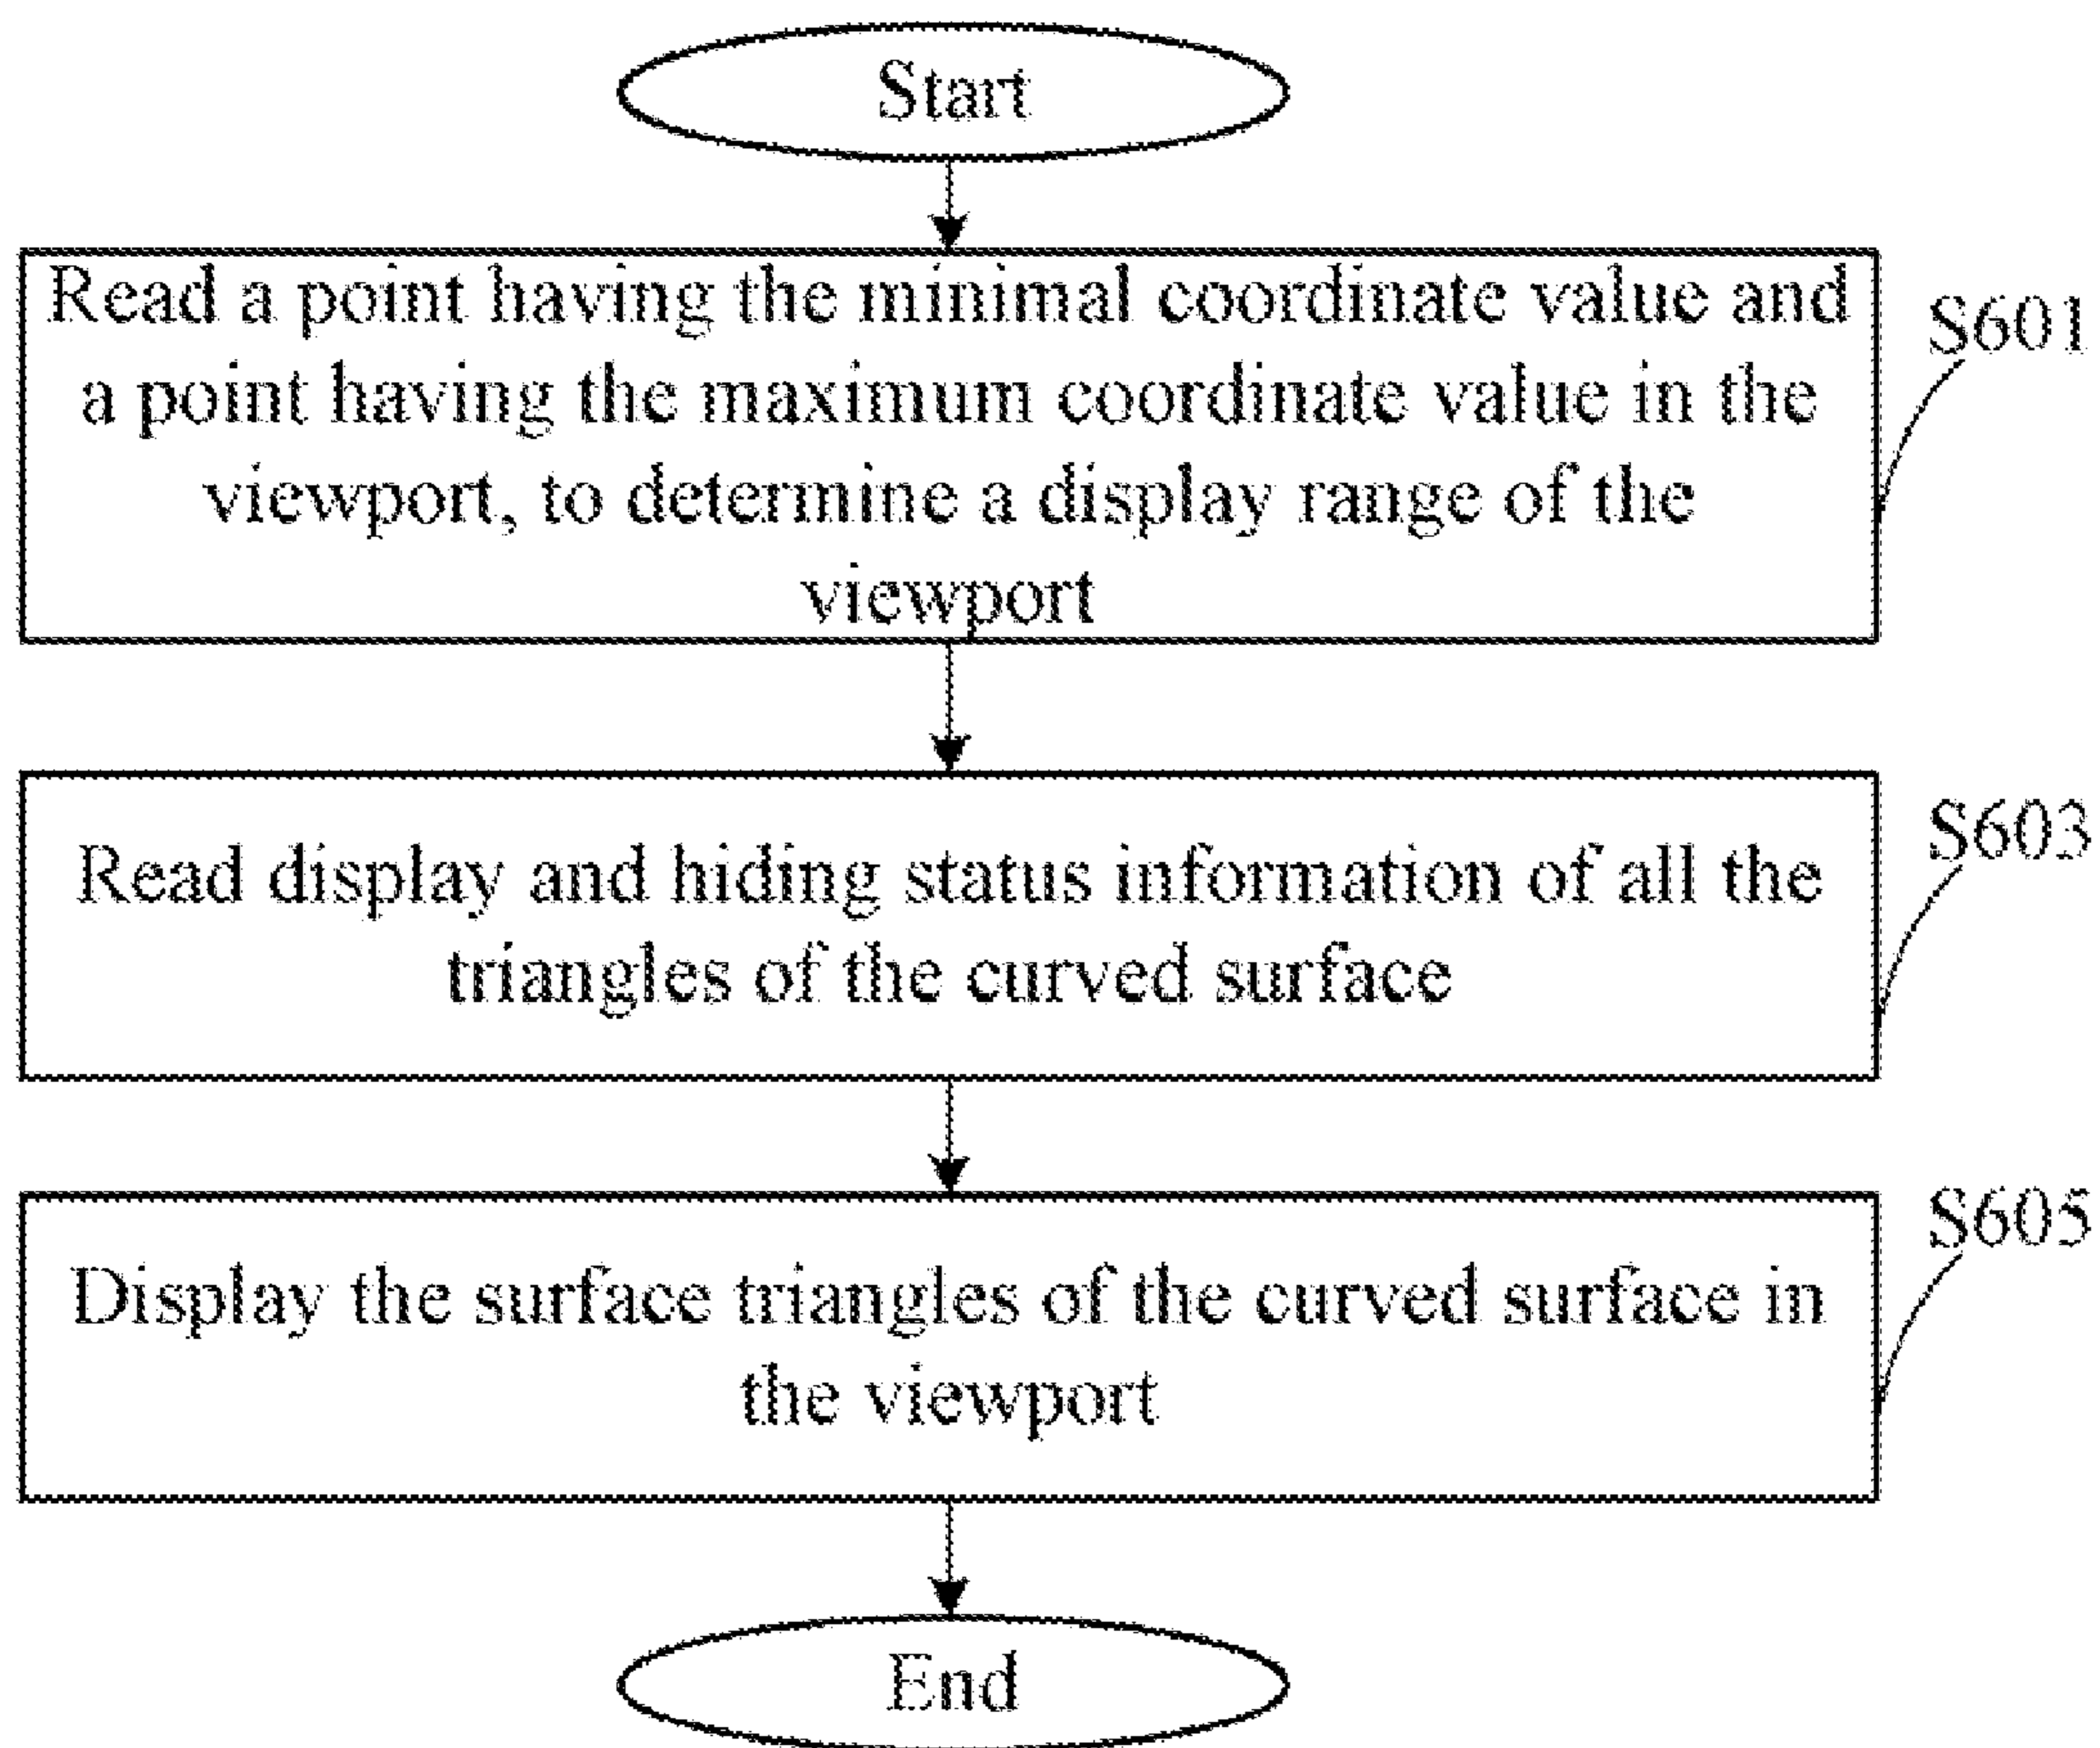 Start
Read a point having the minimal coordinate value and
a point having the maximum coordinate value in the
viewport, to determine a display range of the
viewport
S601
Read display and hiding status information of all the
triangles of the curved surface
S603
Display the surface triangles of the curved surface in
the viewport
S605
End